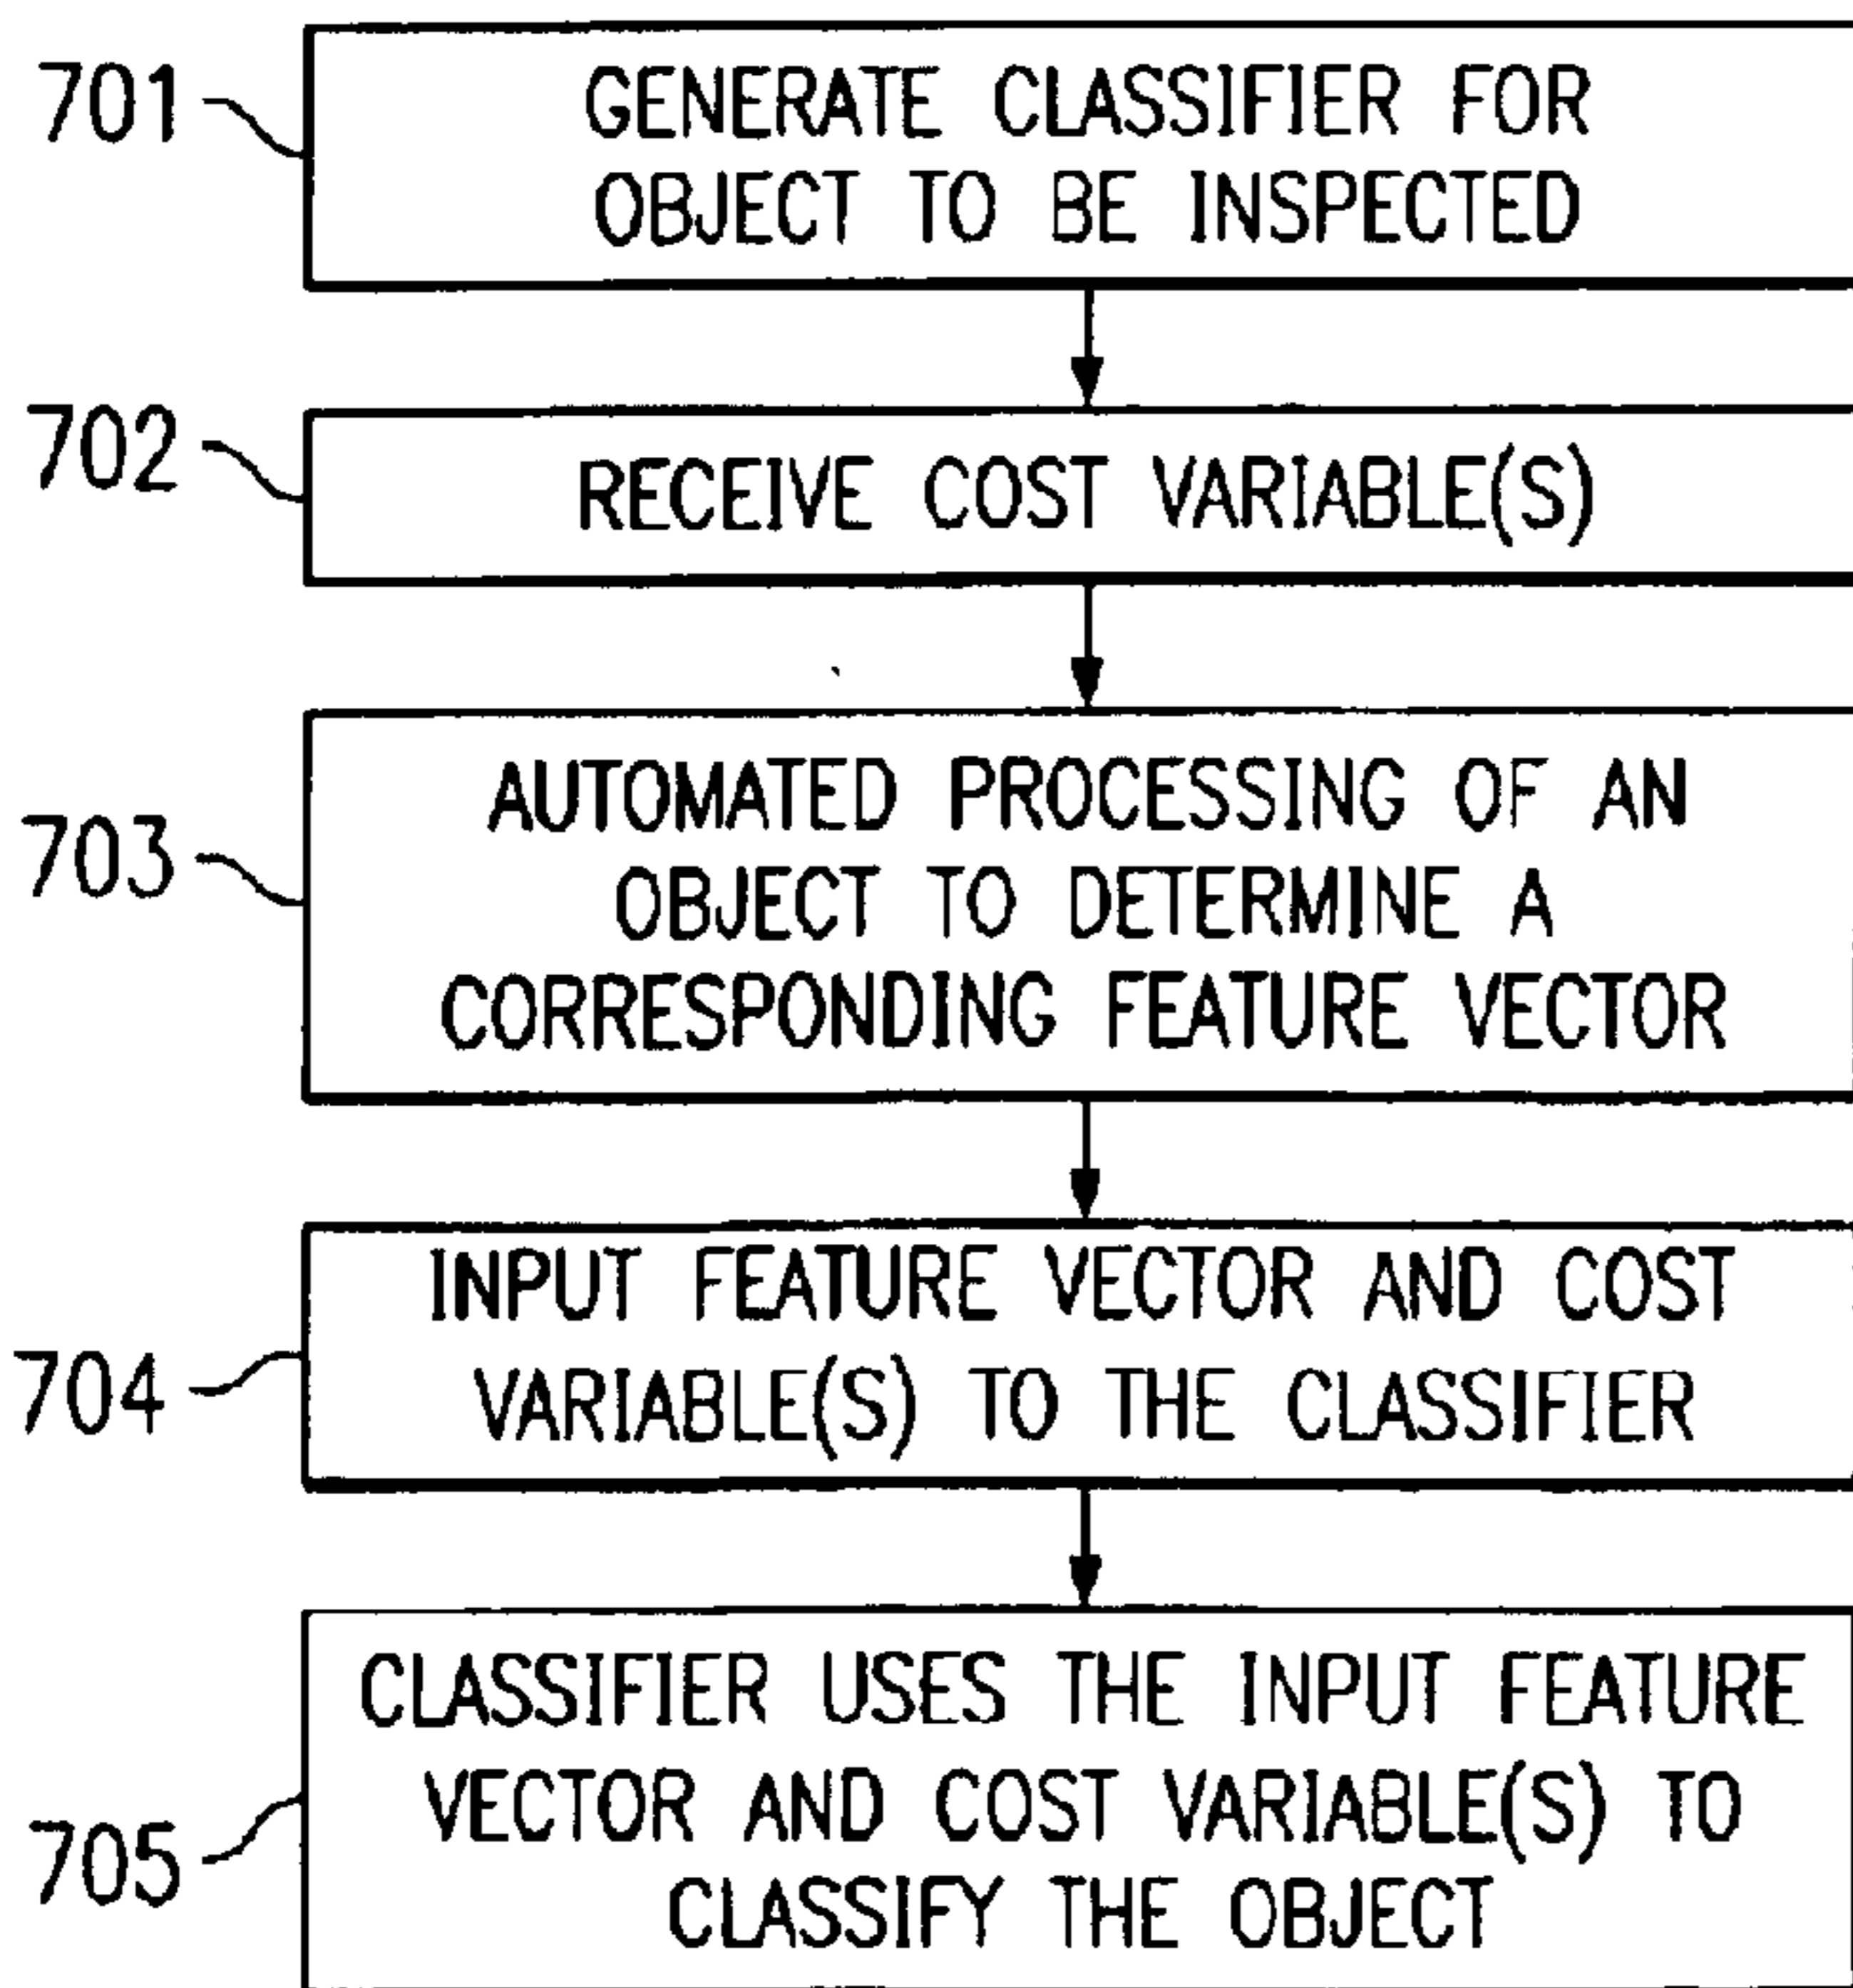 701
GENERATE CLASSIFIER FOR
OBJECT TO BE INSPECTED
702
RECEIVE COST VARIABLE(S)
703
AUTOMATED PROCESSING OF AN
OBJECT TO DETERMINE A
CORRESPONDING FEATURE VECTOR
704
INPUT FEATURE VECTOR AND COST
VARIABLE(S) TO THE CLASSIFIER
705
CLASSIFIER USES THE INPUT FEATURE
VECTOR AND COST VARIABLE(S) TO
CLASSIFY THE OBJECT